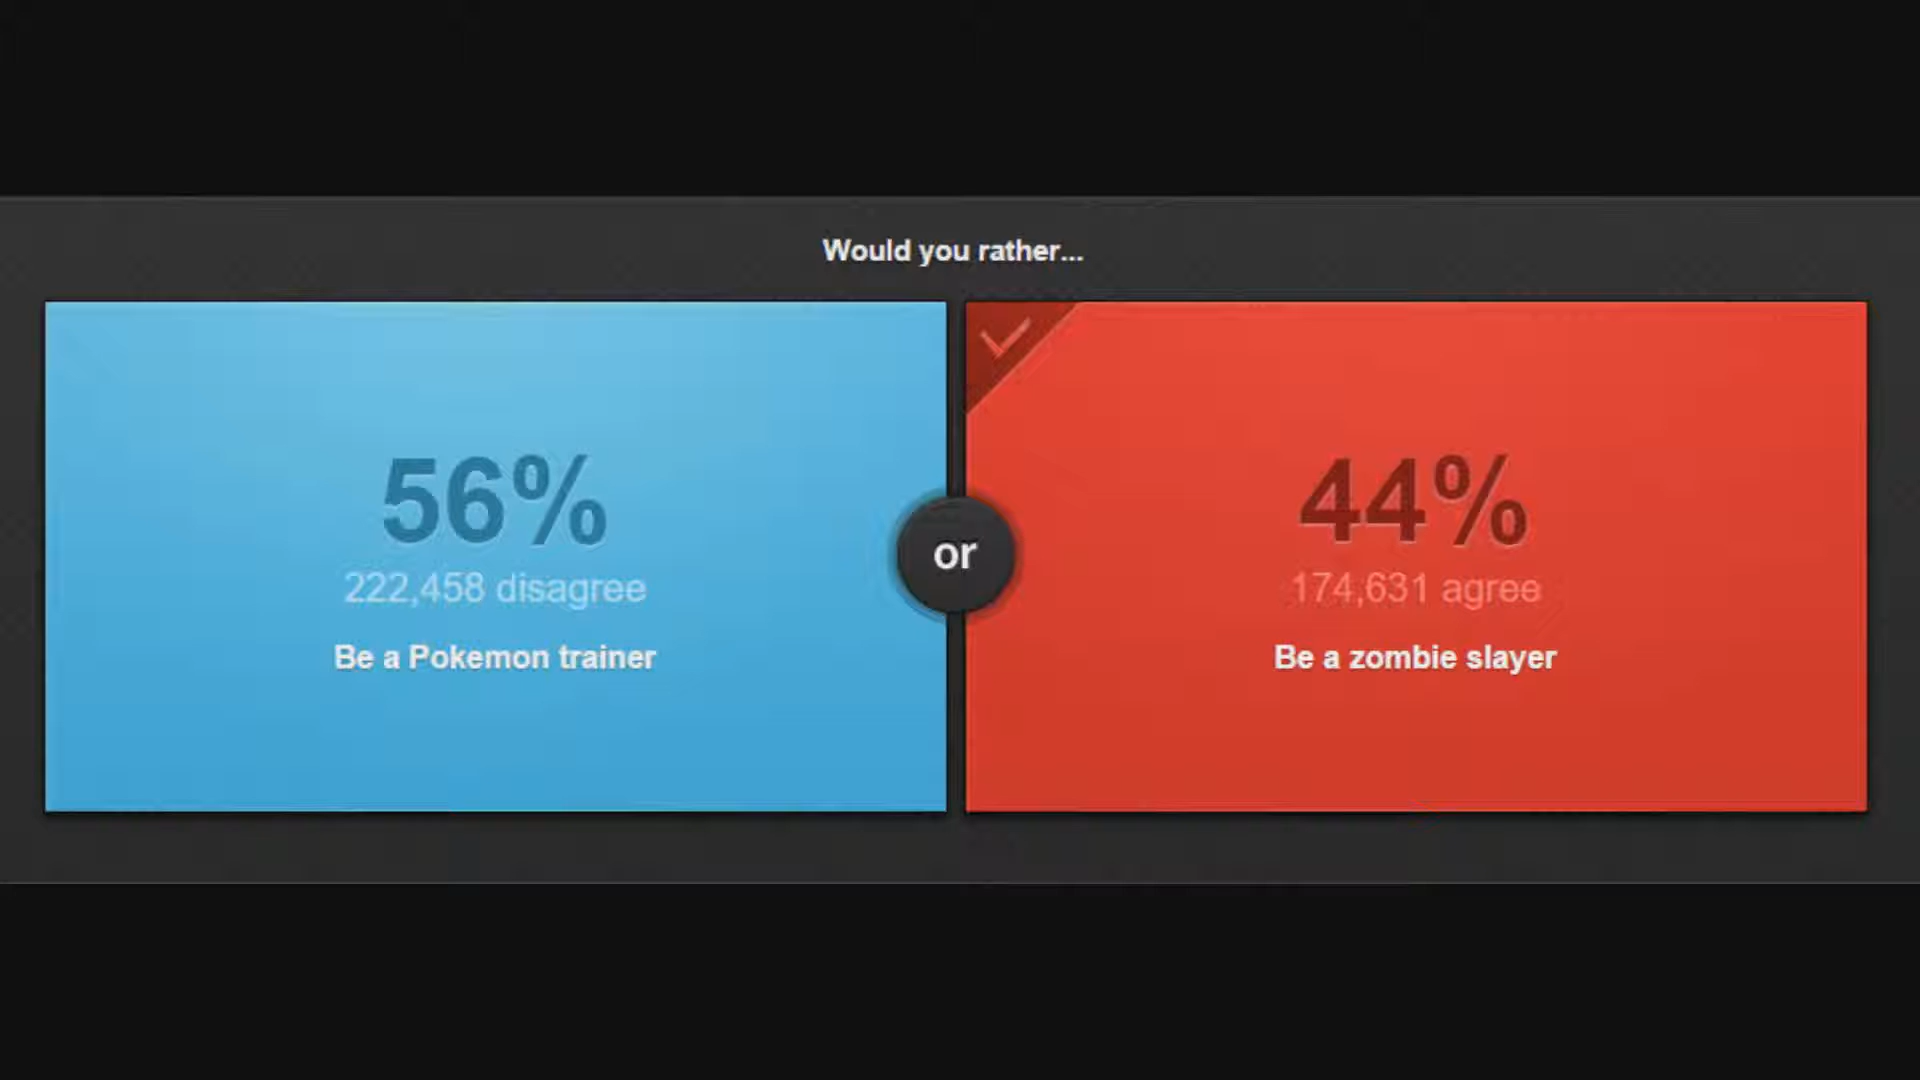 Would you rather...
56%
222,458 disagree
Be a Pokemon trainer
or
44%
174,631 agree
Be a zombie slayer